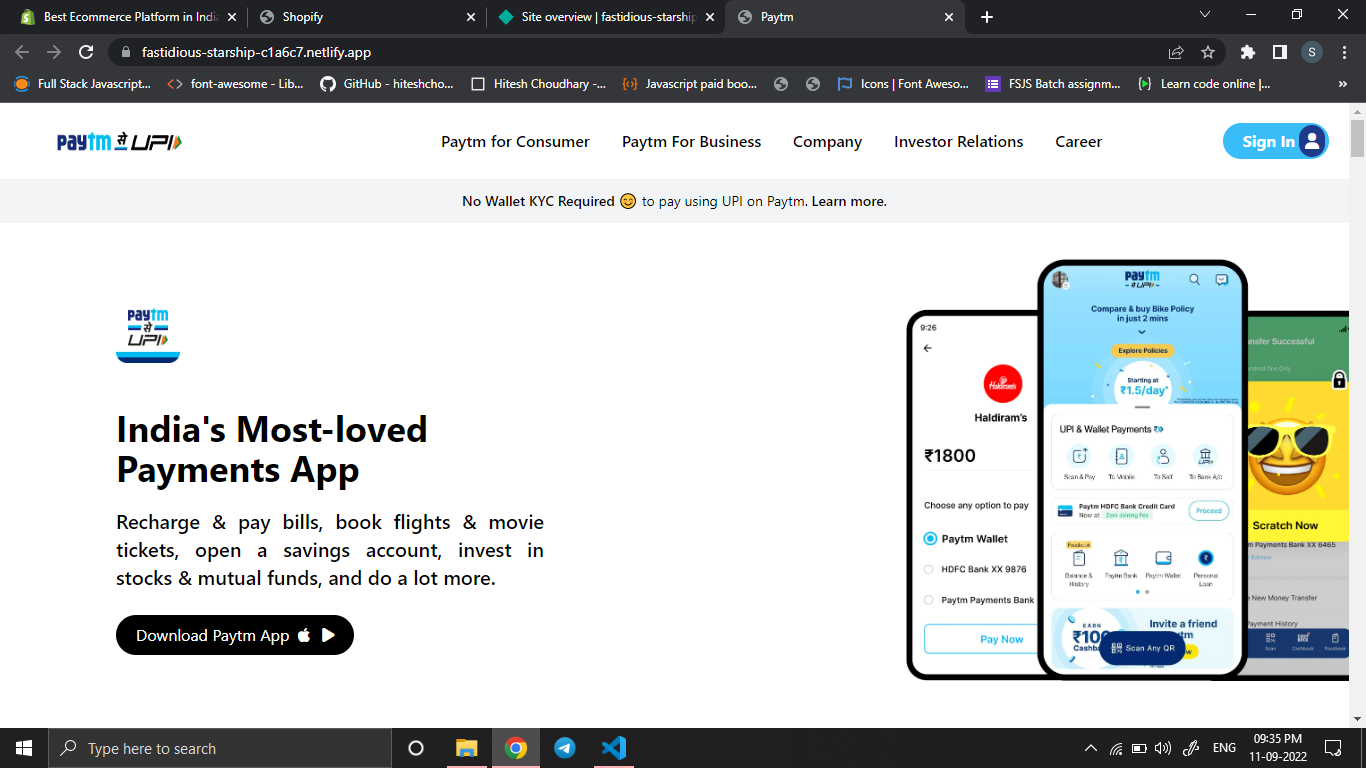 Best Ecommerce Platform in India
Shopify
Site overview | fastidious-starship
Paytm
fastidious-starship-c1a6c7.netlify.app
S
Full Stack Javascript...
font-awesome - Lib...
GitHub - hiteshcho...
Hitesh Choudhary -...
Javascript paid boo...
Icons | Font Aweso...
FSJS Batch assignm...
Learn code online |...
paytm से UPI
Paytm for Consumer
Paytm For Business
Company
Investor Relations
Career
Sign In
No Wallet KYC Required 😊 to pay using UPI on Paytm. Learn more.
paytm
से
UPI
India's Most-loved
Payments App
Recharge & pay bills, book flights & movie
tickets, open a savings account, invest in
stocks & mutual funds, and do a lot more.
Download Paytm App
9:26
Haldiram's
Haldiram's
₹1800
Choose any option to pay
Paytm Wallet
HDFC Bank XX 9876
Paytm Payments Bank
Pay Now
paytm
से UPI
Compare & buy Bike Policy
in just 2 mins
Explore Policies
Starting at
₹1.5/day*
UPI & Wallet Payments
Scan & Pay
To Mobile
To Self
To Bank A/c
Paytm HDFC Bank Credit Card
Now at Zero Joining Fee
Proceed
Passbook
Balance &
History
Paytm Bank
Paytm Wallet
Personal
Loan
EARN
₹100
Cashba
Invite a friend
Scan Any QR
nsfer Successful
Scratch Now
m Payments Bank XX 6465
Balance
e New Money Transfer
Payment History
Scan
Cashback
Passbook
Type here to search
ENG
09:35 PM
11-09-2022